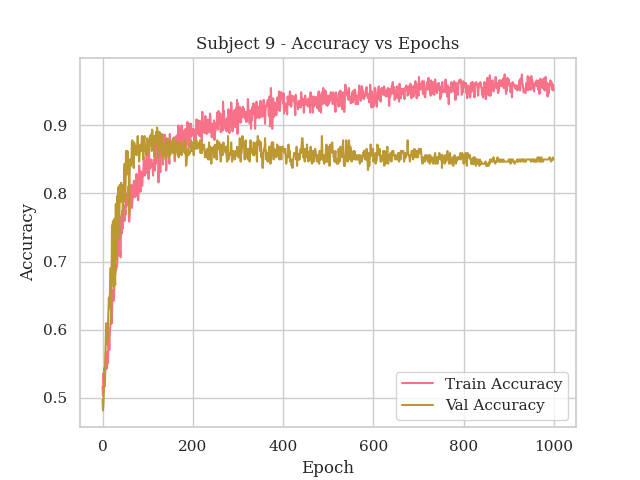 Subject 9 - Accuracy vs Epochs
Accuracy
0.9
0.8
0.7
0.6
0.5
Train Accuracy
Val Accuracy
0 200 400 600 800 1000
Epoch